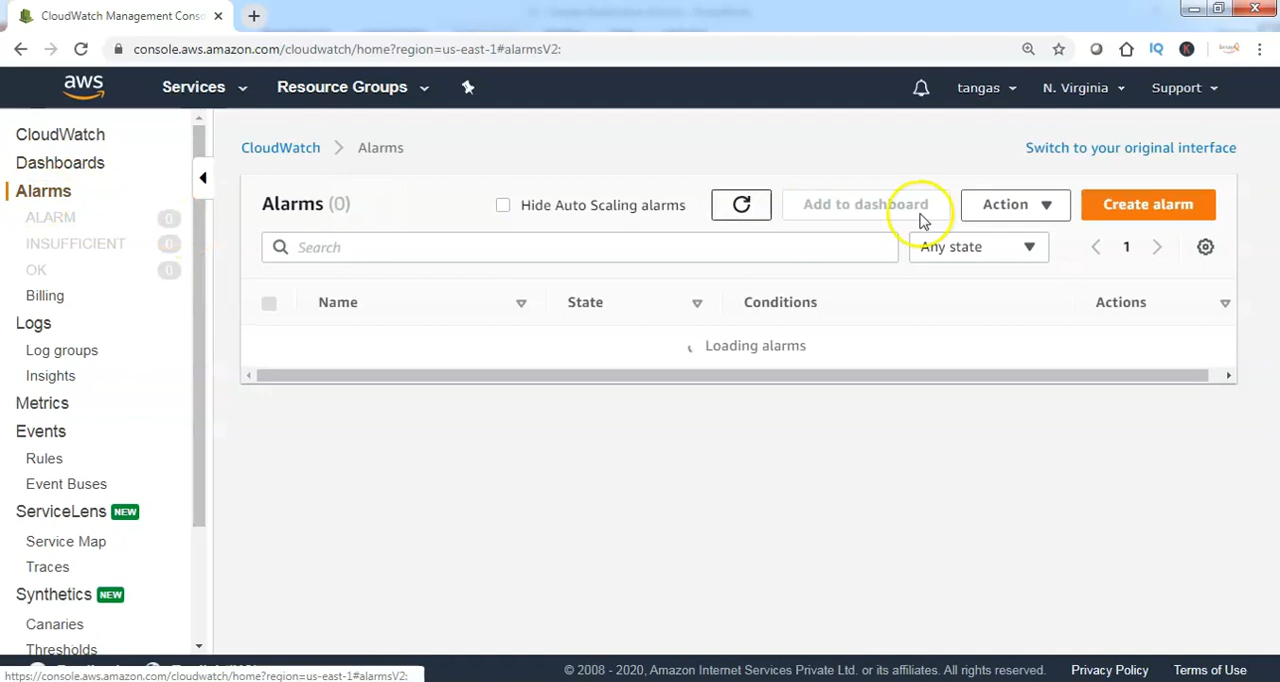 CloudWatch Management Conso
console.aws.amazon.com/cloudwatch/home?region=us-east-1#alarmsV2:
IQ
K
aws
Services
Resource Groups
tangas
N. Virginia
Support
CloudWatch
Dashboards
Alarms
ALARM 0
INSUFFICIENT 0
OK 0
Billing
Logs
Log groups
Insights
Metrics
Events
Rules
Event Buses
ServiceLens NEW
Service Map
Traces
Synthetics NEW
Canaries
Thresholds
CloudWatch
Alarms
Switch to your original interface
Alarms (0)
Hide Auto Scaling alarms
Add to dashboard
Action
Create alarm
Search
Any state
1
Name
State
Conditions
Actions
Loading alarms
https://console.aws.amazon.com/cloudwatch/home?region=us-east-1#alarmsV2:
© 2008 - 2020, Amazon Internet Services Private Ltd. or its affiliates. All rights reserved.
Privacy Policy
Terms of Use